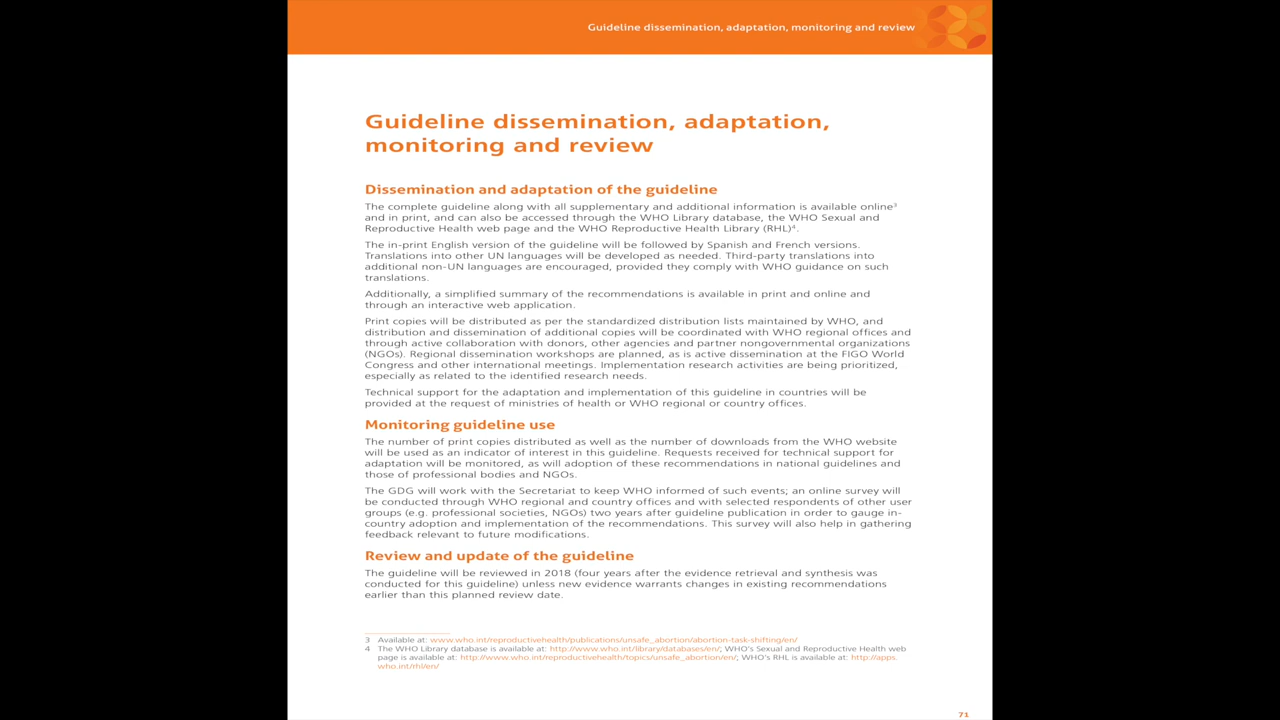 Guideline dissemination, adaptation, monitoring and review
Guideline dissemination, adaptation,
monitoring and review
Dissemination and adaptation of the guideline
The complete guideline along with all supplementary and additional information is available online3
and in print, and can also be accessed through the WHO Library database, the WHO Sexual and
Reproductive Health web page and the WHO Reproductive Health Library (RHL)4.
The in-print English version of the guideline will be followed by Spanish and French versions.
Translations into other UN languages will be developed as needed. Third-party translations into
additional non-UN languages are encouraged, provided they comply with WHO guidance on such
translations.
Additionally, a simplified summary of the recommendations is available in print and online and
through an interactive web application.
Print copies will be distributed as per the standardized distribution lists maintained by WHO, and
distribution and dissemination of additional copies will be coordinated with WHO regional offices and
through active collaboration with donors, other agencies and partner nongovernmental organizations
(NGOs). Regional dissemination workshops are planned, as is active dissemination at the FIGO World
Congress and other international meetings. Implementation research activities are being prioritized,
especially as related to the identified research needs.
Technical support for the adaptation and implementation of this guideline in countries will be
provided at the request of ministries of health or WHO regional or country offices.
Monitoring guideline use
The number of print copies distributed as well as the number of downloads from the WHO website
will be used as an indicator of interest in this guideline. Requests received for technical support for
adaptation will be monitored, as will adoption of these recommendations in national guidelines and
those of professional bodies and NGOs.
The GDG will work with the Secretariat to keep WHO informed of such events; an online survey will
be conducted through WHO regional and country offices and with selected respondents of other user
groups (e.g. professional societies, NGOs) two years after guideline publication in order to gauge in-
country adoption and implementation of the recommendations. This survey will also help in gathering
feedback relevant to future modifications.
Review and update of the guideline
The guideline will be reviewed in 2018 (four years after the evidence retrieval and synthesis was
conducted for this guideline) unless new evidence warrants changes in existing recommendations
earlier than this planned review date.
3 Available at: www.who.int/reproductivehealth/publications/unsafe_abortion/abortion-task-shifting/en/
4 The WHO Library database is available at: http://www.who.int/library/databases/en/; WHO's Sexual and Reproductive Health web
page is available at: http://www.who.int/reproductivehealth/topics/unsafe_abortion/en/; WHO's RHL is available at: http://apps.
who.int/rhl/en/
71